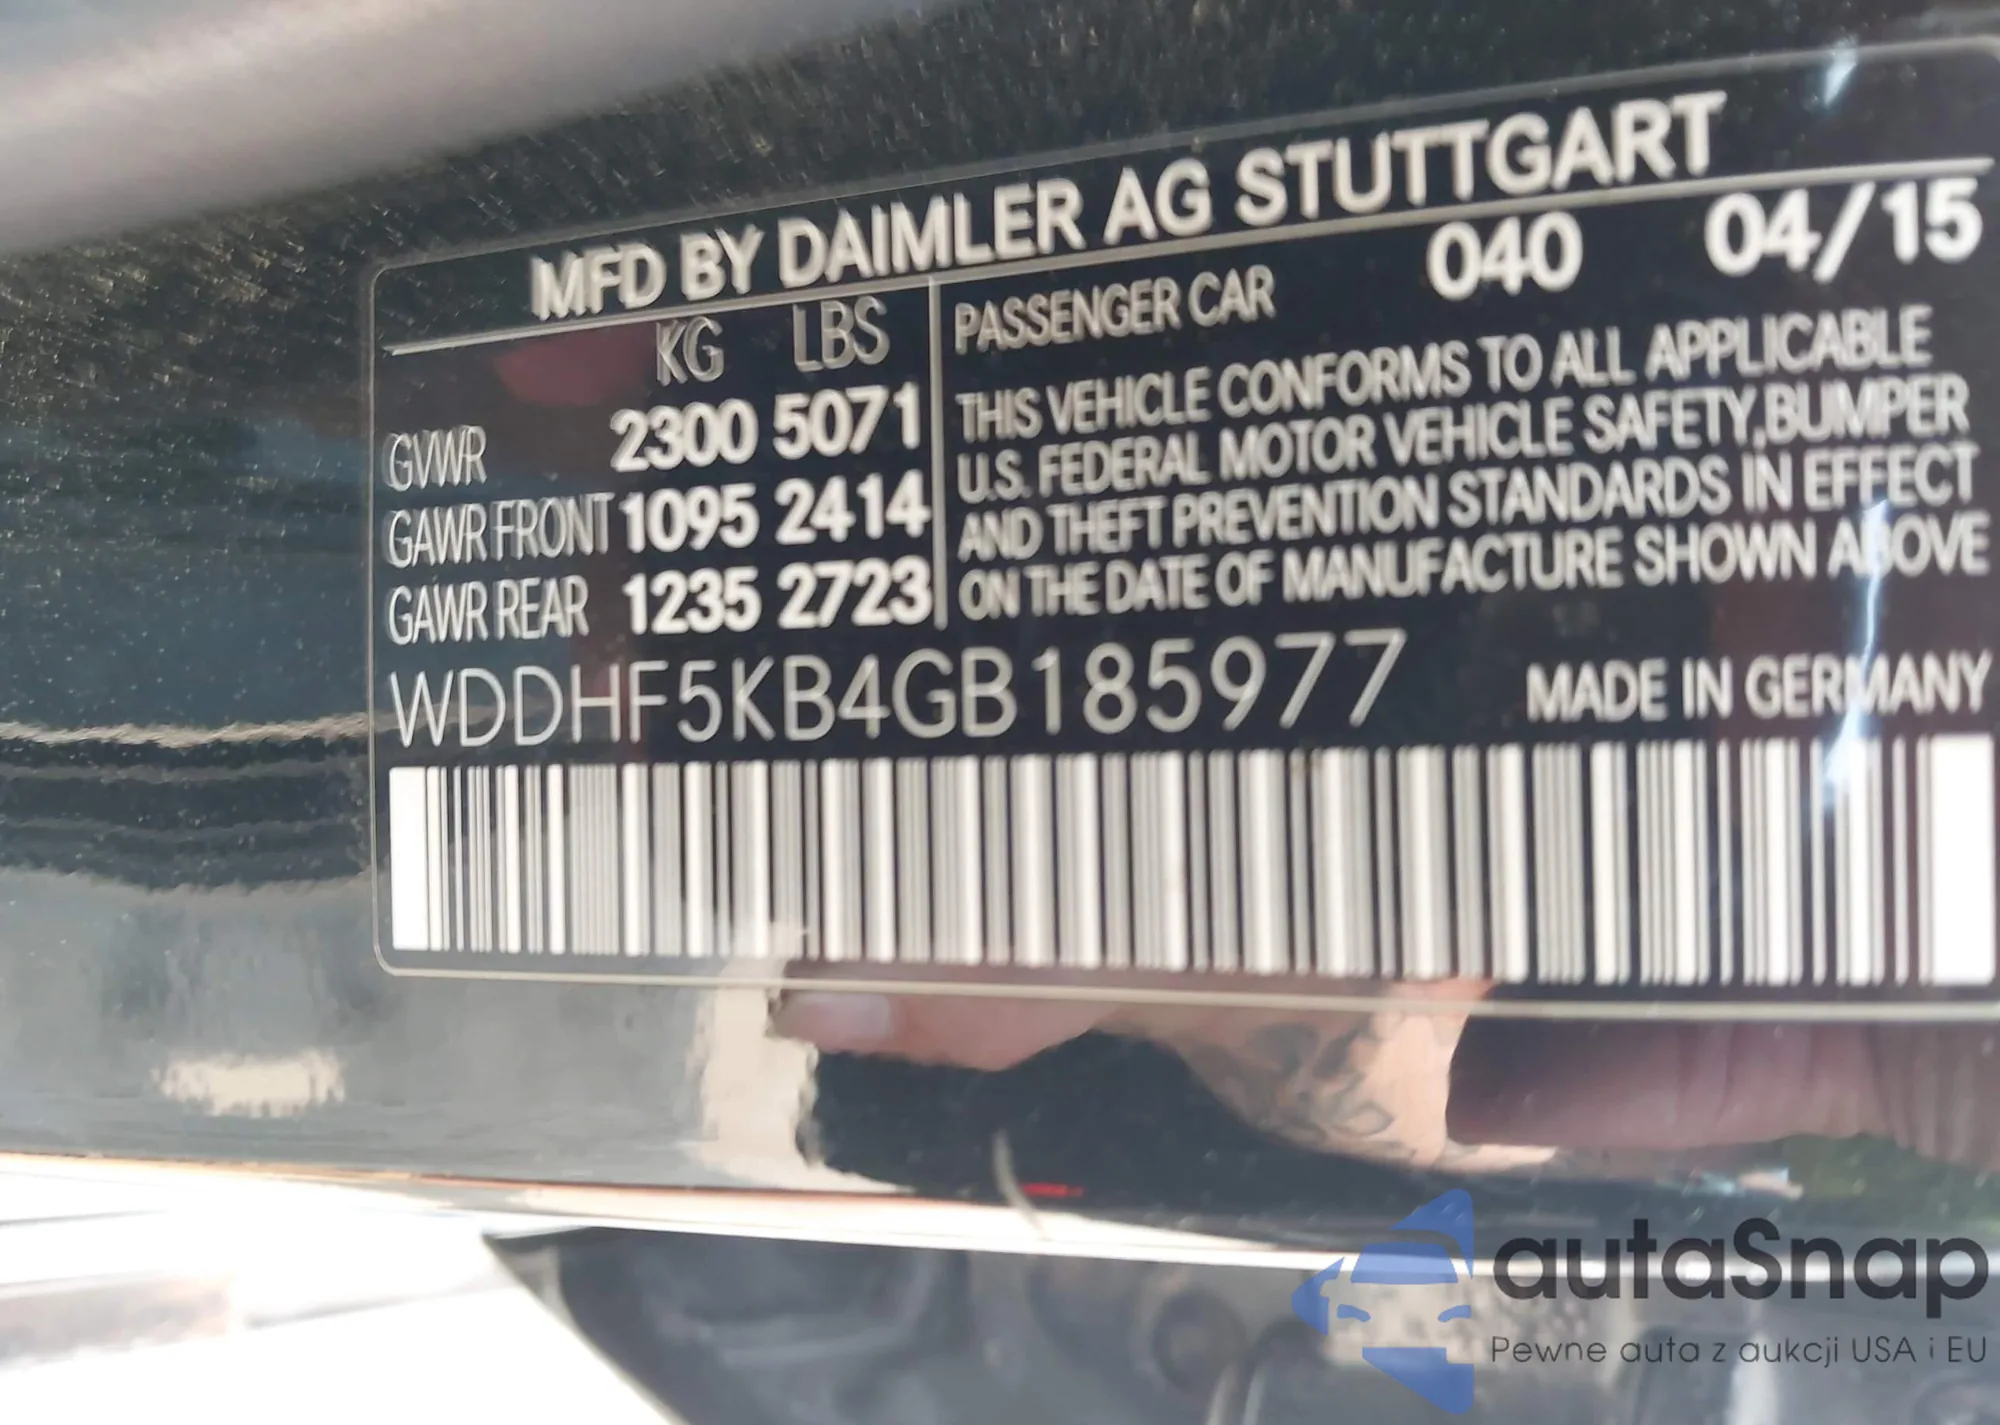 MFD BY DAIMLER AG STUTTGART
KG LBS
GVWR 2300 5071
GAWR FRONT 1095 2414
GAWR REAR 1235 2723
PASSENGER CAR 040 04/15
THIS VEHICLE CONFORMS TO ALL APPLICABLE
U.S. FEDERAL MOTOR VEHICLE SAFETY,BUMPER
AND THEFT PREVENTION STANDARDS IN EFFECT
ON THE DATE OF MANUFACTURE SHOWN ABOVE
WDDHF5KB4GB185977 MADE IN GERMANY
autaSnap
Pewne auta z aukcji USA i EU